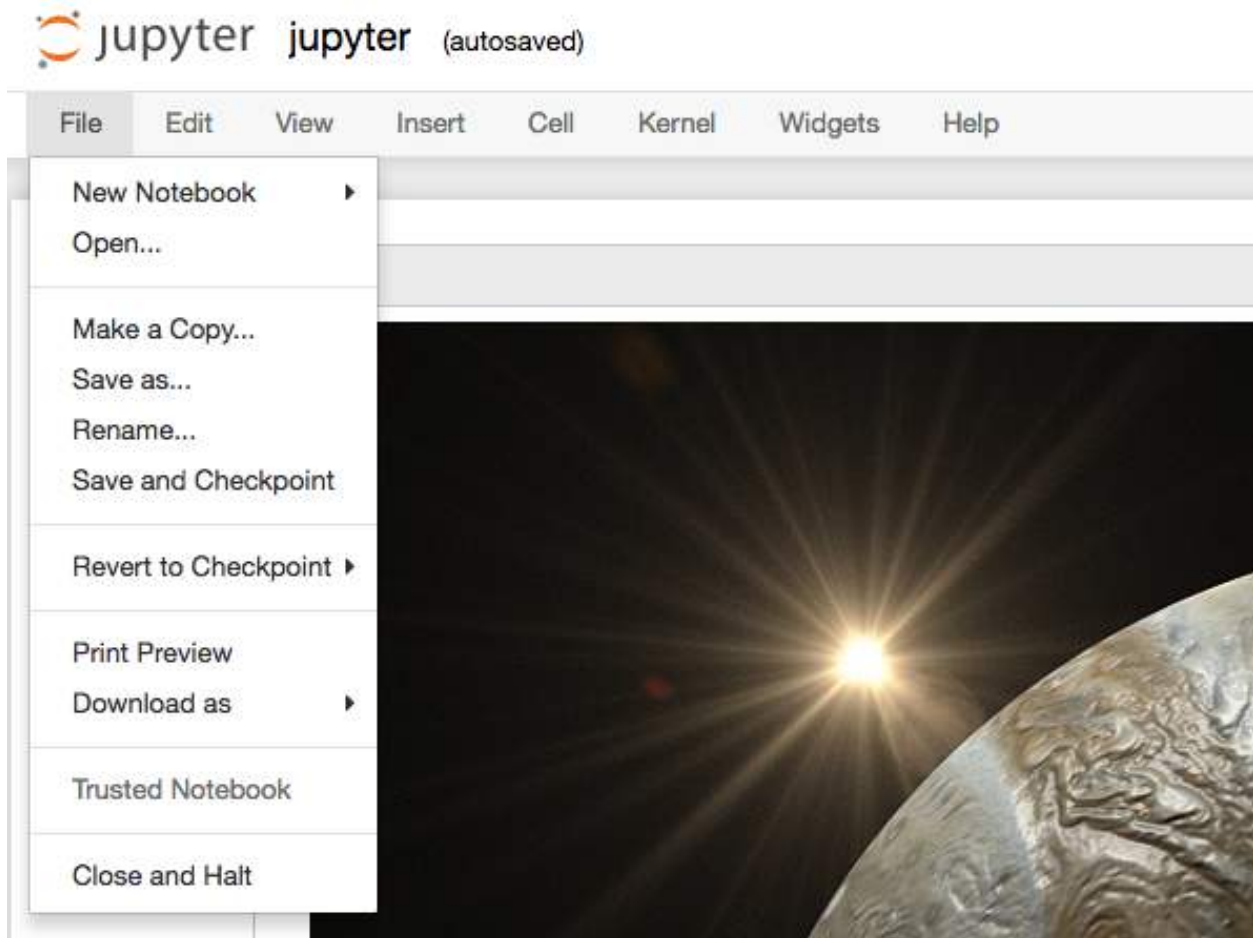 jupyter jupyter (autosaved)
File Edit View Insert Cell Kernel Widgets Help
New Notebook
Open...
Make a Copy...
Save as...
Rename...
Save and Checkpoint
Revert to Checkpoint
Print Preview
Download as
Trusted Notebook
Close and Halt